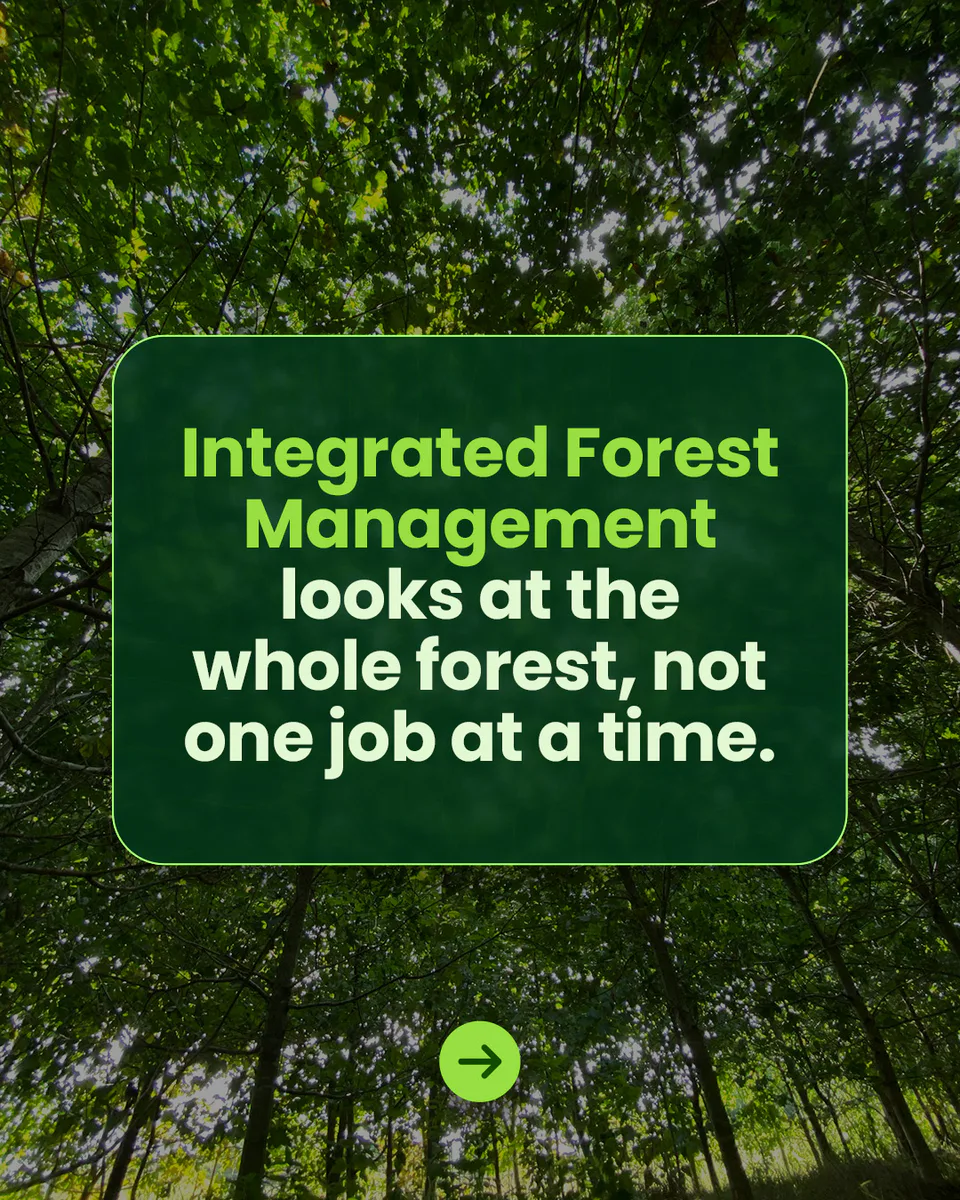 Integrated Forest
Management
looks at the
whole forest, not
one job at a time.